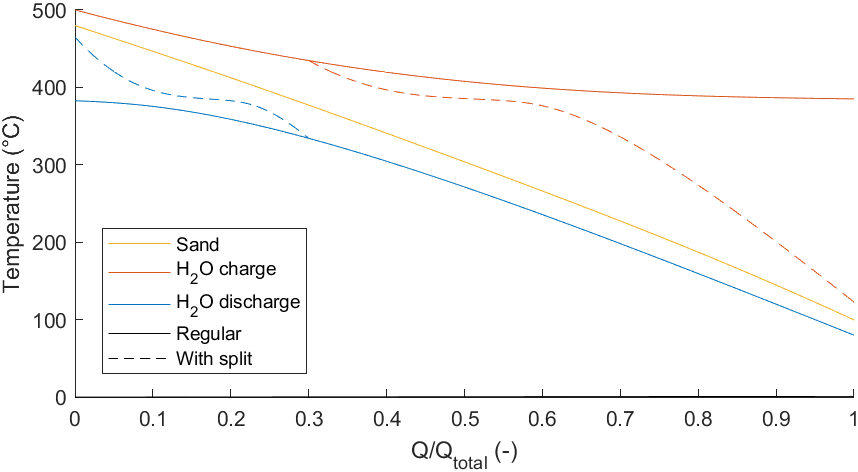 500
400
300
200
100
0
Temperature (°C)
Sand
H2O charge
H2O discharge
Regular
With split
0 0.1 0.2 0.3 0.4 0.5 0.6 0.7 0.8 0.9 1
Q/Qtotal (-)